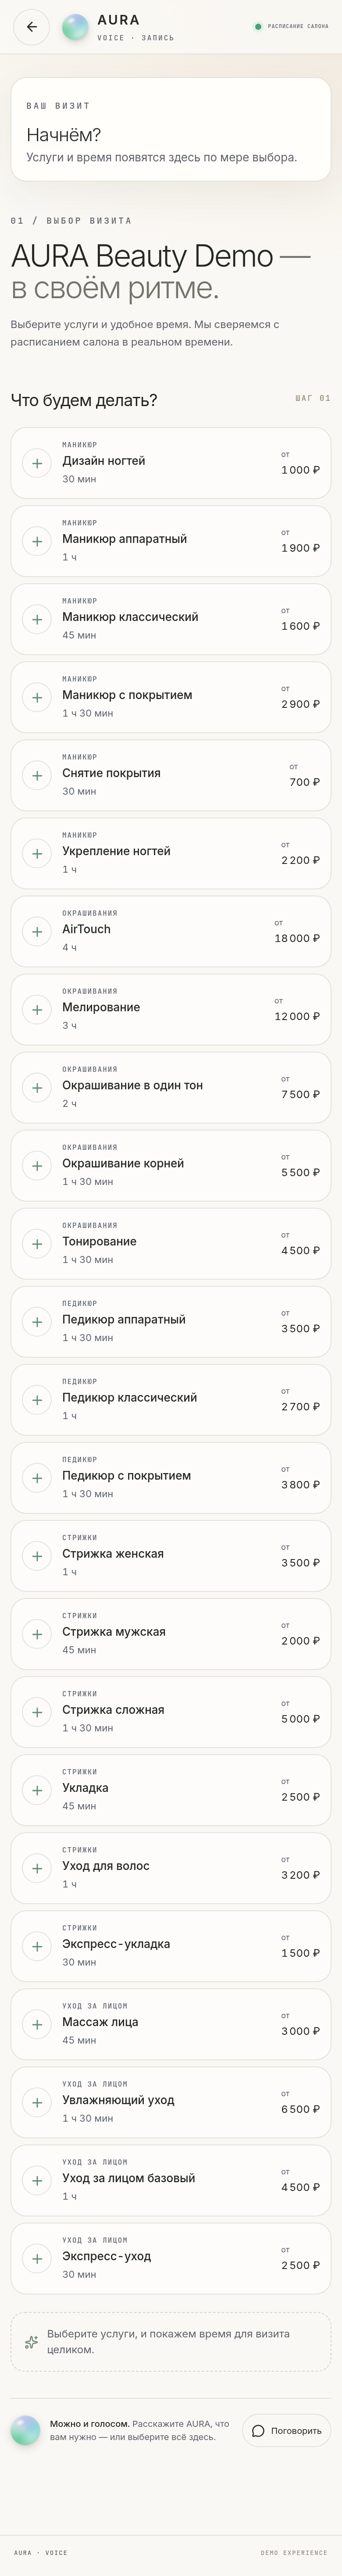 AURA
VOICE · ЗАПИСЬ
РАСПИСАНИЕ САЛОНА
ВАШ ВИЗИТ
Начнём?
Услуги и время появятся здесь по мере выбора.
01 / ВЫБОР ВИЗИТА
AURA Beauty Demo —
в своём ритме.
Выберите услуги и удобное время. Мы сверяемся с
расписанием салона в реальном времени.
Что будем делать?
ШАГ 01
МАНИКЮР
Дизайн ногтей
30 мин
от
1 000 ₽
МАНИКЮР
Маникюр аппаратный
1 ч
от
1 900 ₽
МАНИКЮР
Маникюр классический
45 мин
от
1 600 ₽
МАНИКЮР
Маникюр с покрытием
1 ч 30 мин
от
2 900 ₽
МАНИКЮР
Снятие покрытия
30 мин
от
700 ₽
МАНИКЮР
Укрепление ногтей
1 ч
от
2 200 ₽
ОКРАШИВАНИЯ
AirTouch
4 ч
от
18 000 ₽
ОКРАШИВАНИЯ
Мелирование
3 ч
от
12 000 ₽
ОКРАШИВАНИЯ
Окрашивание в один тон
2 ч
от
7 500 ₽
ОКРАШИВАНИЯ
Окрашивание корней
1 ч 30 мин
от
5 500 ₽
ОКРАШИВАНИЯ
Тонирование
1 ч 30 мин
от
4 500 ₽
ПЕДИКЮР
Педикюр аппаратный
1 ч 30 мин
от
3 500 ₽
ПЕДИКЮР
Педикюр классический
1 ч
от
2 700 ₽
ПЕДИКЮР
Педикюр с покрытием
1 ч 30 мин
от
3 800 ₽
СТРИЖКИ
Стрижка женская
1 ч
от
3 500 ₽
СТРИЖКИ
Стрижка мужская
45 мин
от
2 000 ₽
СТРИЖКИ
Стрижка сложная
1 ч 30 мин
от
5 000 ₽
СТРИЖКИ
Укладка
45 мин
от
2 500 ₽
СТРИЖКИ
Уход для волос
1 ч
от
3 200 ₽
СТРИЖКИ
Экспресс-укладка
30 мин
от
1 500 ₽
УХОД ЗА ЛИЦОМ
Массаж лица
45 мин
от
3 000 ₽
УХОД ЗА ЛИЦОМ
Увлажняющий уход
1 ч 30 мин
от
6 500 ₽
УХОД ЗА ЛИЦОМ
Уход за лицом базовый
1 ч
от
4 500 ₽
УХОД ЗА ЛИЦОМ
Экспресс-уход
30 мин
от
2 500 ₽
Выберите услуги, и покажем время для визита
целиком.
Можно и голосом. Расскажите AURA, что
вам нужно — или выберите всё здесь.
Поговорить
AURA · VOICE
DEMO EXPERIENCE